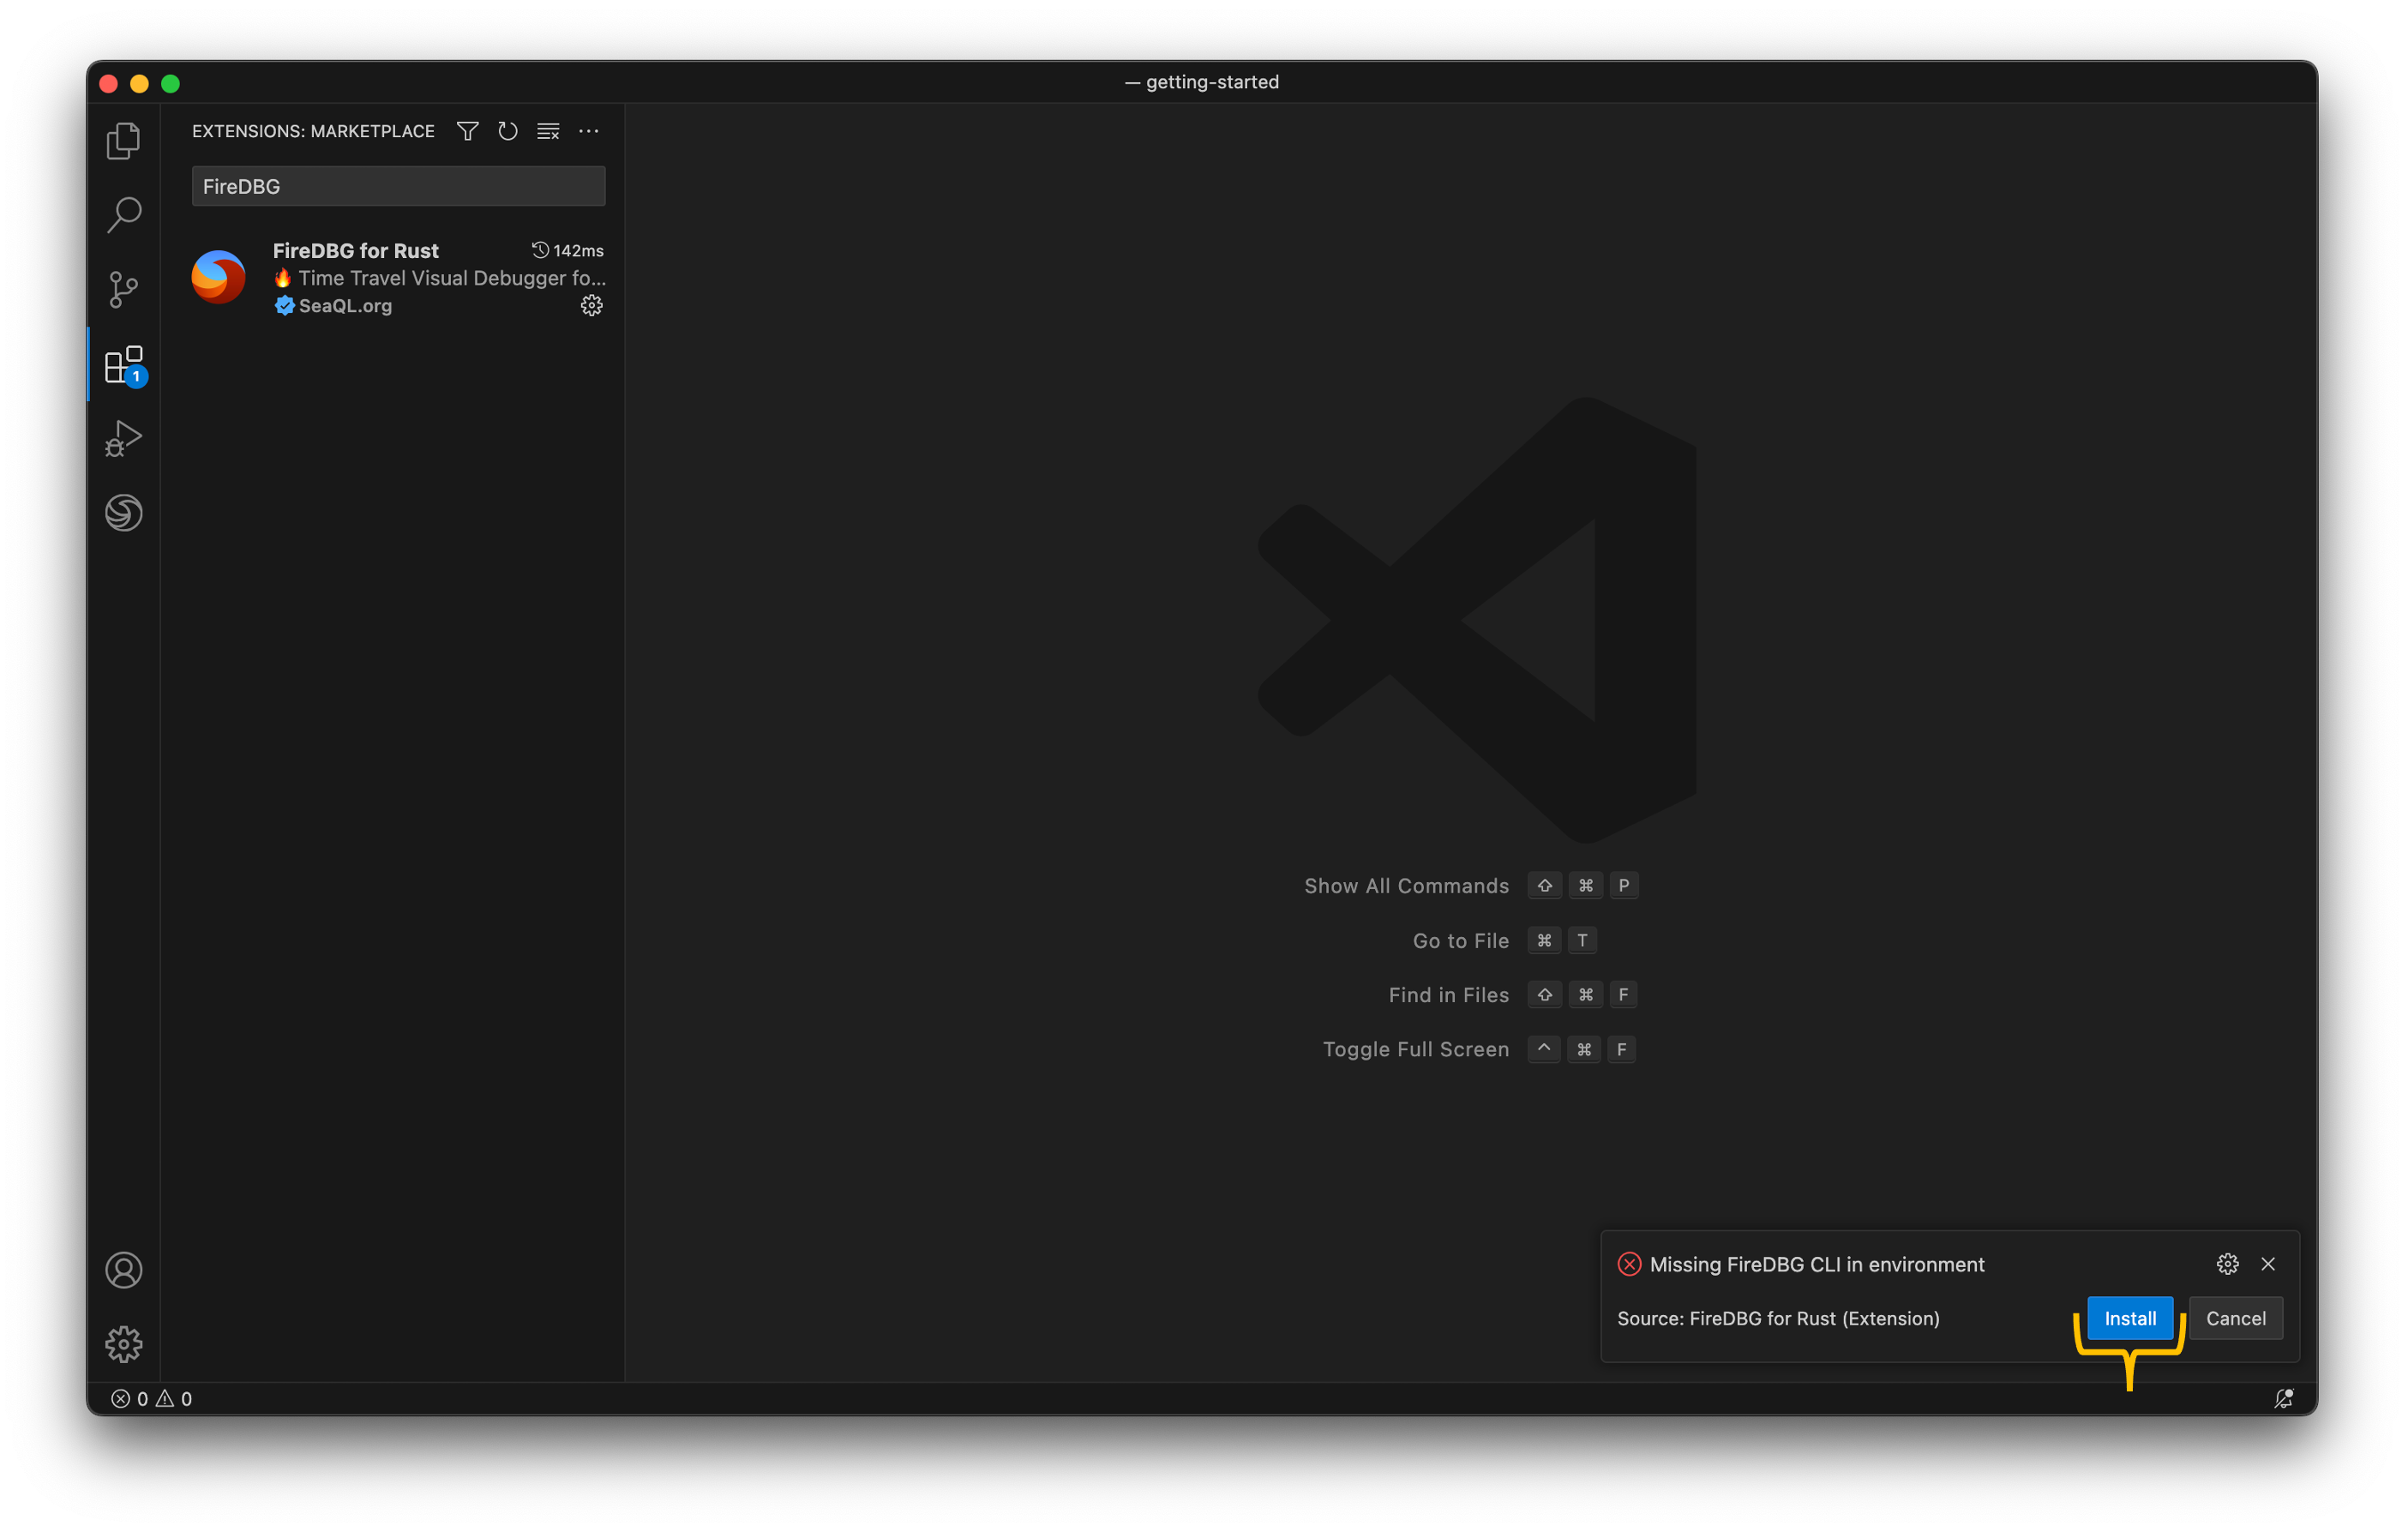 — getting-started
EXTENSIONS: MARKETPLACE
FireDBG
FireDBG for Rust 142ms
🔥 Time Travel Visual Debugger fo...
SeaQL.org
1
Show All Commands ⇧ ⌘ P
Go to File ⌘ T
Find in Files ⇧ ⌘ F
Toggle Full Screen ^ ⌘ F
Missing FireDBG CLI in environment
Source: FireDBG for Rust (Extension) Install Cancel
0 0